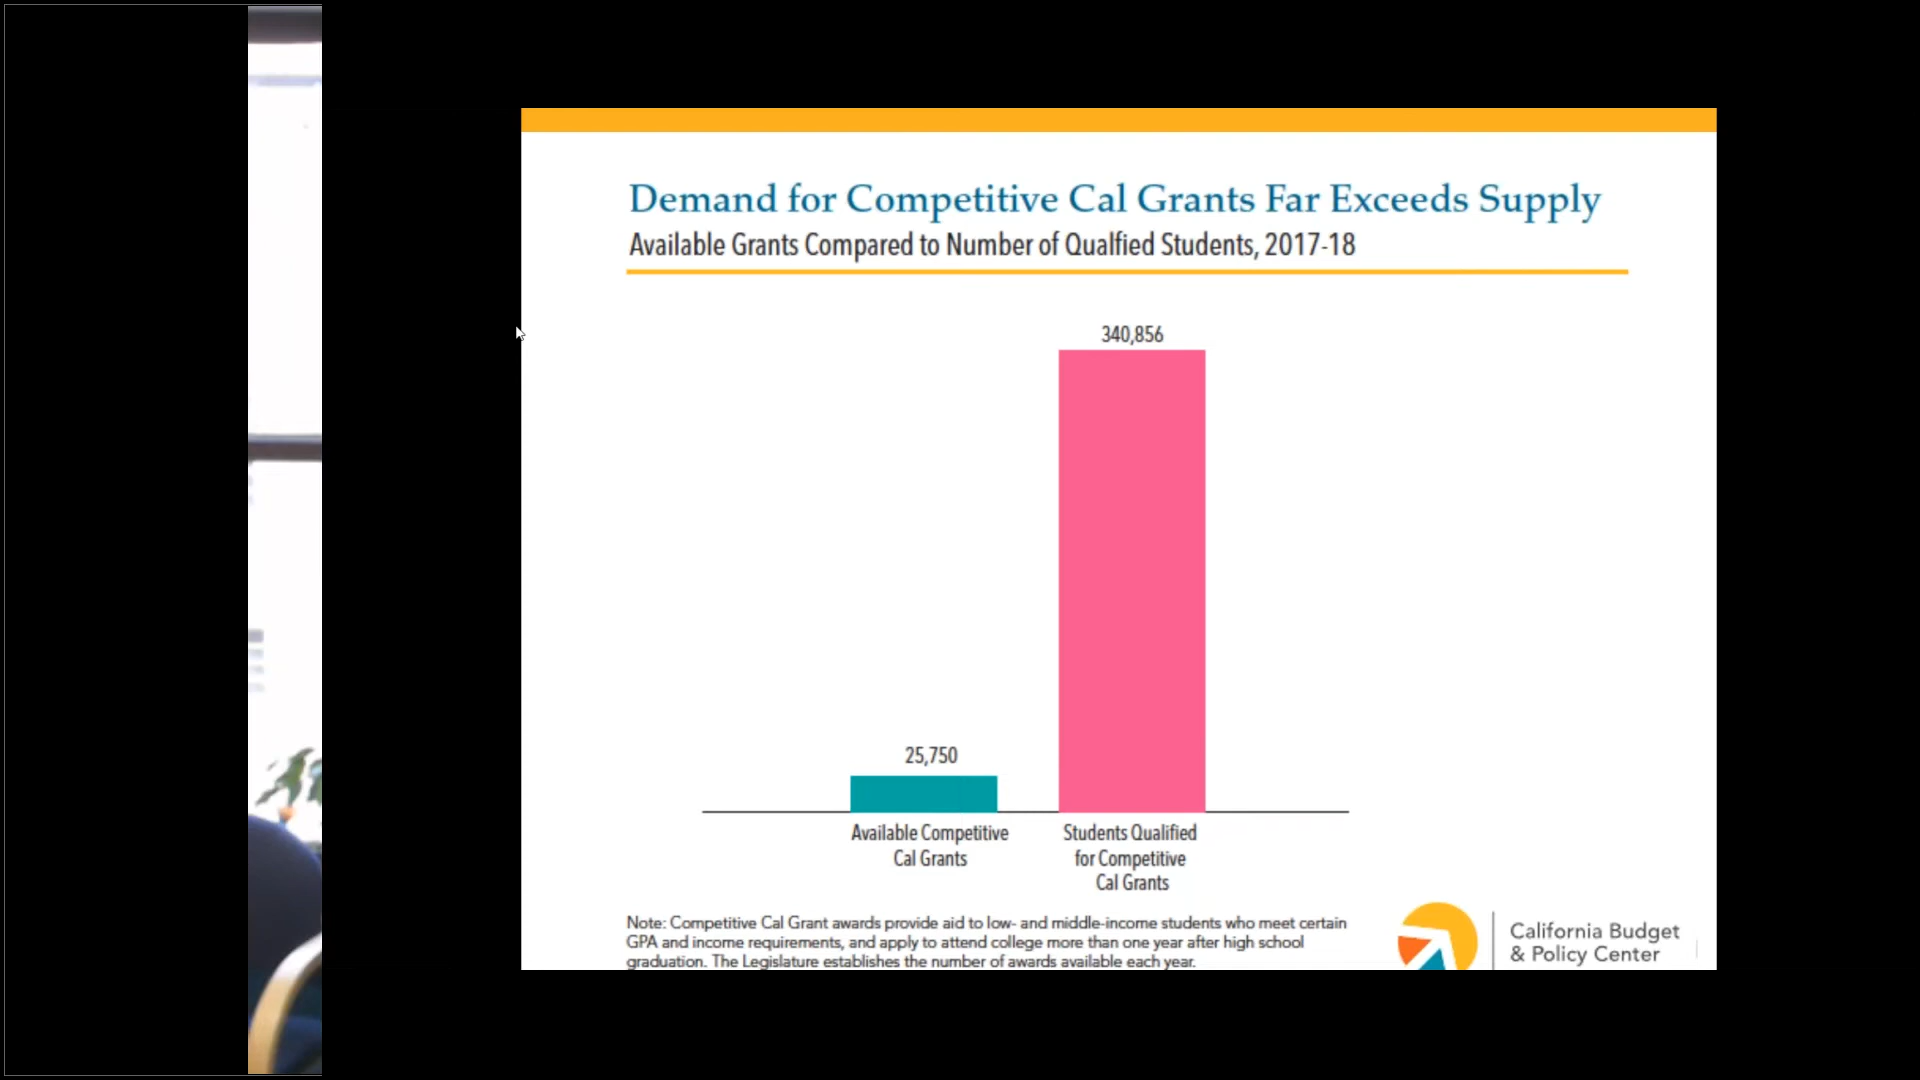 Demand for Competitive Cal Grants Far Exceeds Supply
Available Grants Compared to Number of Qualfied Students, 2017-18
340,856
25,750
Available Competitive
Cal Grants
Students Qualified
for Competitive
Cal Grants
Note: Competitive Cal Grant awards provide aid to low- and middle-income students who meet certain
GPA and income requirements, and apply to attend college more than one year after high school
graduation. The Legislature establishes the number of awards available each year.
California Budget
& Policy Center